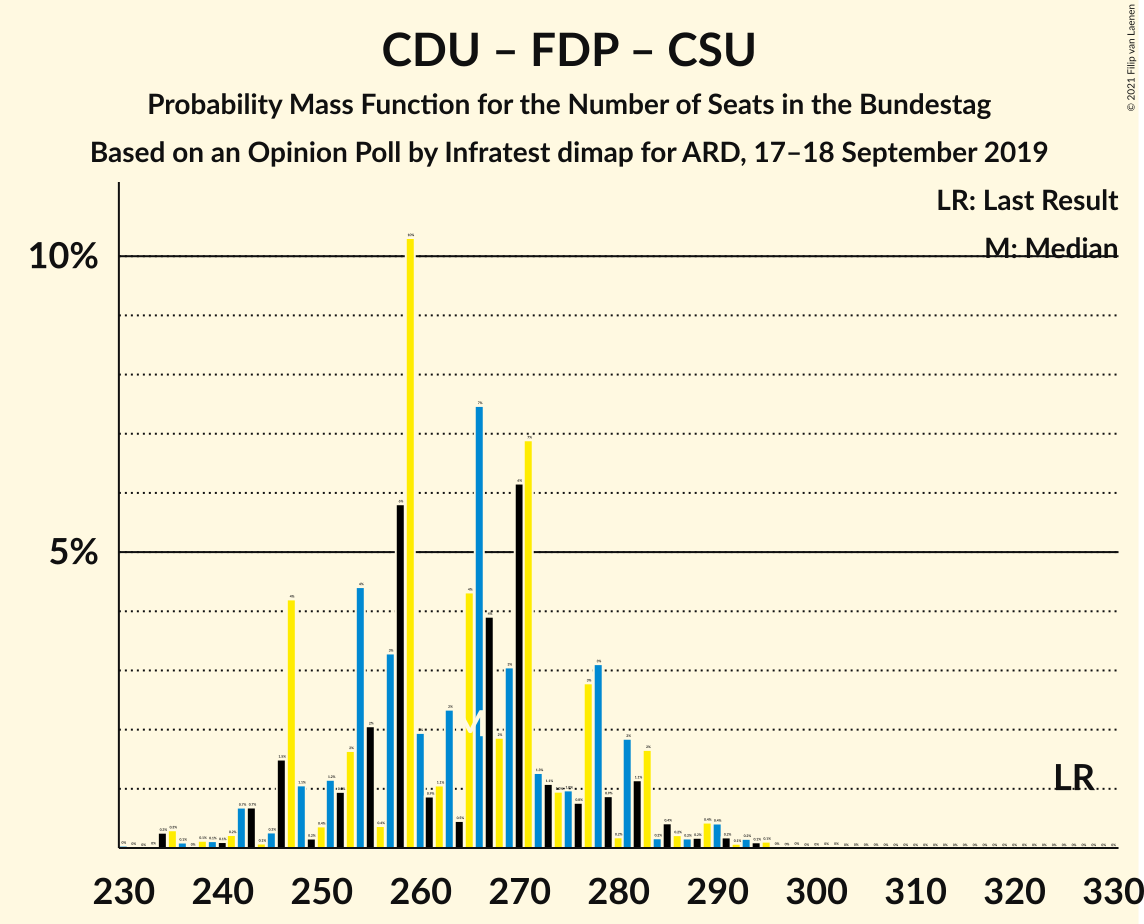 CDU – FDP – CSU
Probability Mass Function for the Number of Seats in the Bundestag
Based on an Opinion Poll by Infratest dimap for ARD, 17–18 September 2019
© 2021 Filip van Laenen
LR: Last Result
M: Median
10%
5%
M
LR
230 240 250 260 270 280 290 300 310 320 330